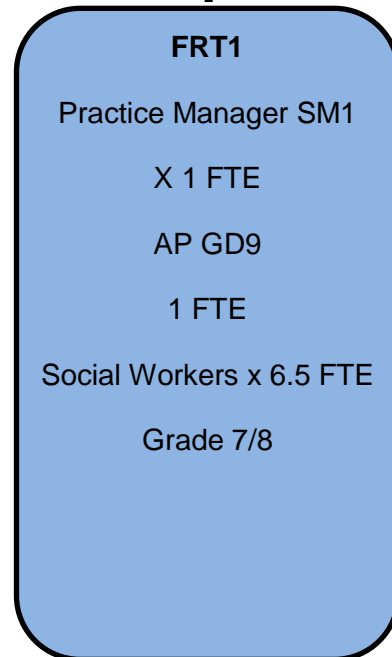 FRT1
Practice Manager SM1
X 1 FTE
AP GD9
1 FTE
Social Workers x 6.5 FTE
Grade 7/8